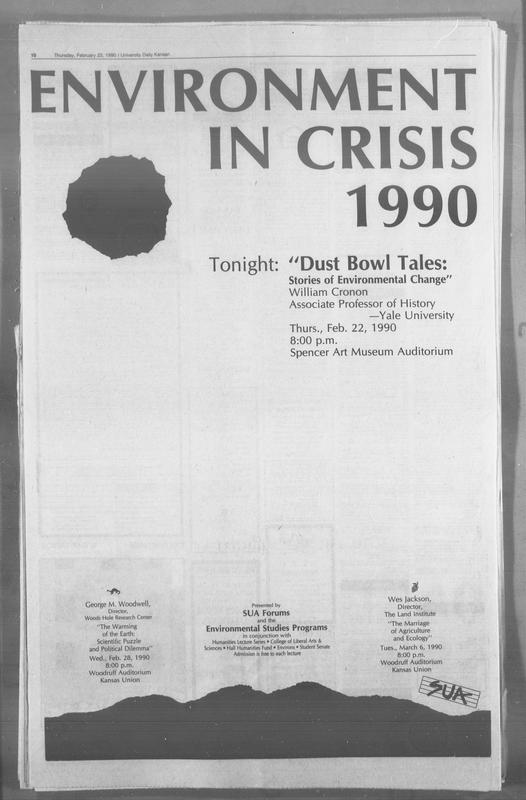 10 Thursday, February 22, 1990 / University Daily Kansan
ENVIRONMENT
IN CRISIS
1990
Tonight: "Dust Bowl Tales:
Stories of Environmental Change"
William Cronon
Associate Professor of History
—Yale University
Thurs., Feb. 22, 1990
8:00 p.m.
Spencer Art Museum Auditorium
George M. Woodwell,
Director,
Woods Hole Research Center
"The Warming
of the Earth:
Scientific Puzzle
and Political Dilemma"
Wed., Feb. 28, 1990
8:00 p.m.
Woodruff Auditorium
Kansas Union
Presented by
SUA Forums
and the
Environmental Studies Programs
in conjunction with
Humanities Lecture Series • College of Liberal Arts &
Sciences • Hall Humanities Fund • Environs • Student Senate
Admission is free to each lecture
Wes Jackson,
Director,
The Land Institute
"The Marriage
of Agriculture
and Ecology"
Tues., March 6, 1990
8:00 p.m.
Woodruff Auditorium
Kansas Union
SUA